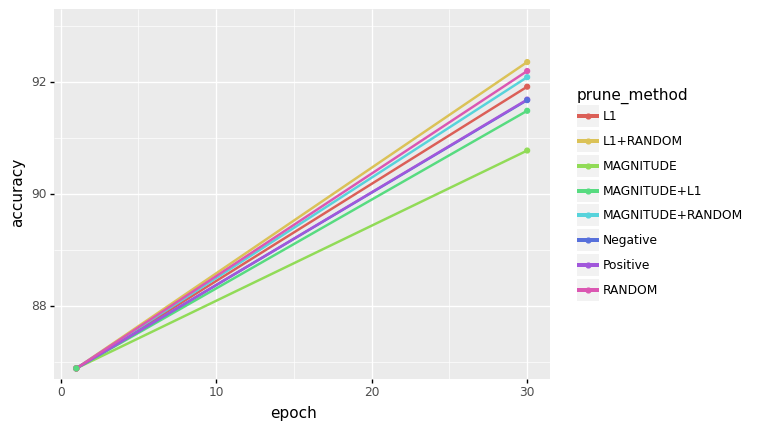 92
90
88
0 10 20 30
epoch
accuracy
prune_method
L1
L1+RANDOM
MAGNITUDE
MAGNITUDE+L1
MAGNITUDE+RANDOM
Negative
Positive
RANDOM